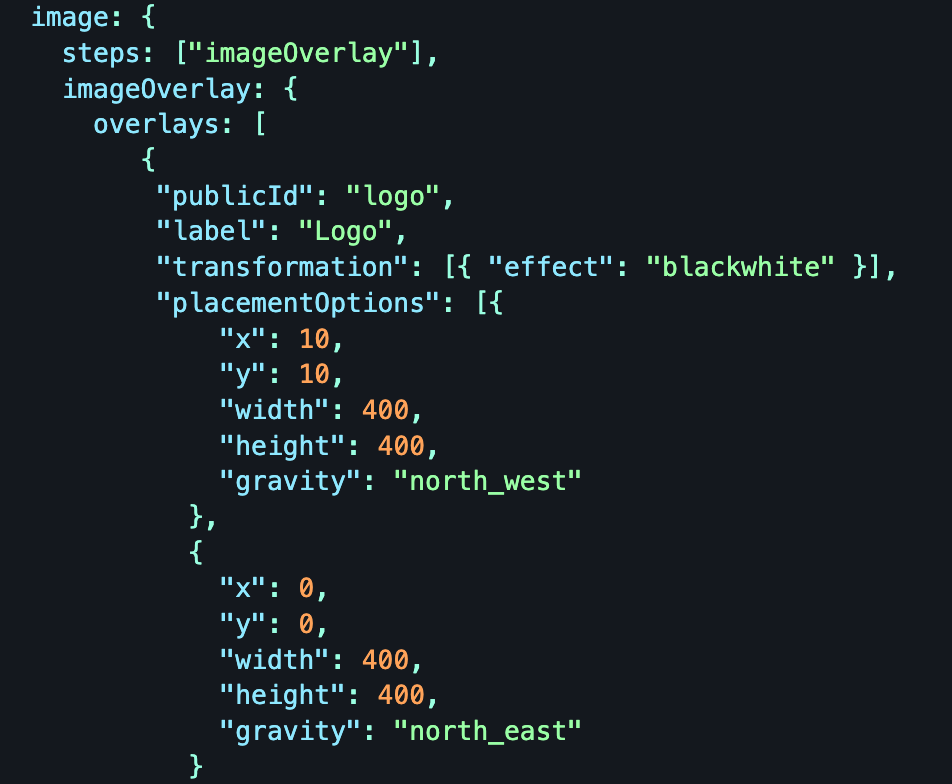 image: {
steps: ["imageOverlay"],
imageOverlay: {
overlays: [
{
"publicId": "logo",
"label": "Logo",
"transformation": [{ "effect": "blackwhite" }],
"placementOptions": [{
"x": 10,
"y": 10,
"width": 400,
"height": 400,
"gravity": "north_west"
},
{
"x": 0,
"y": 0,
"width": 400,
"height": 400,
"gravity": "north_east"
}